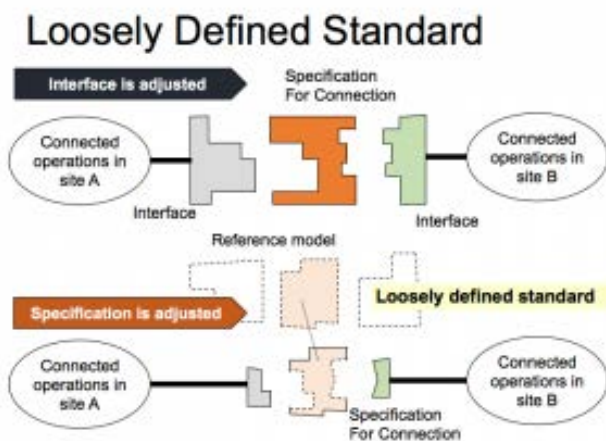 Loosely Defined Standard
Interface is adjusted
Specification
For Connection
Connected
operations in
site A
Interface
Connected
operations in
site B
Interface
Reference model
Loosely defined standard
Specification is adjusted
Connected
operations in
site A
Connected
operations in
site B
Specification
For Connection